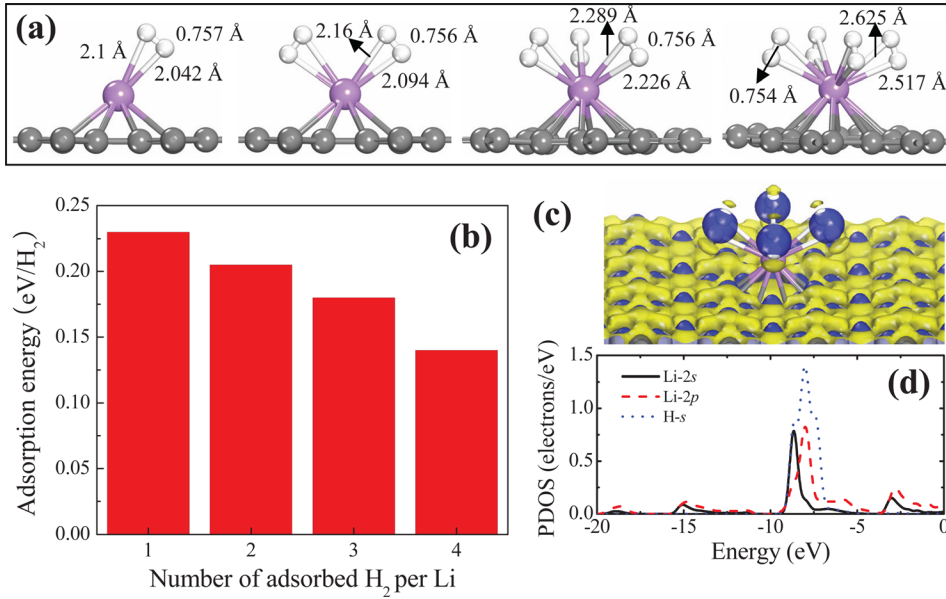 (a)
0.757 Å
2.1 Å
2.042 Å
2.16 Å
0.756 Å
2.094 Å
2.289 Å
0.756 Å
2.226 Å
2.625 Å
0.754 Å
2.517 Å
(b)
Adsorption energy (eV/H₂)
0.25
0.20
0.15
0.10
0.05
0.00
1 2 3 4
Number of adsorbed H₂ per Li
(c)
(d)
PDOS (electrons/eV)
1.5
1.0
0.5
0.0
Li-2s
Li-2p
H-s
-20 -15 -10 -5 0
Energy (eV)